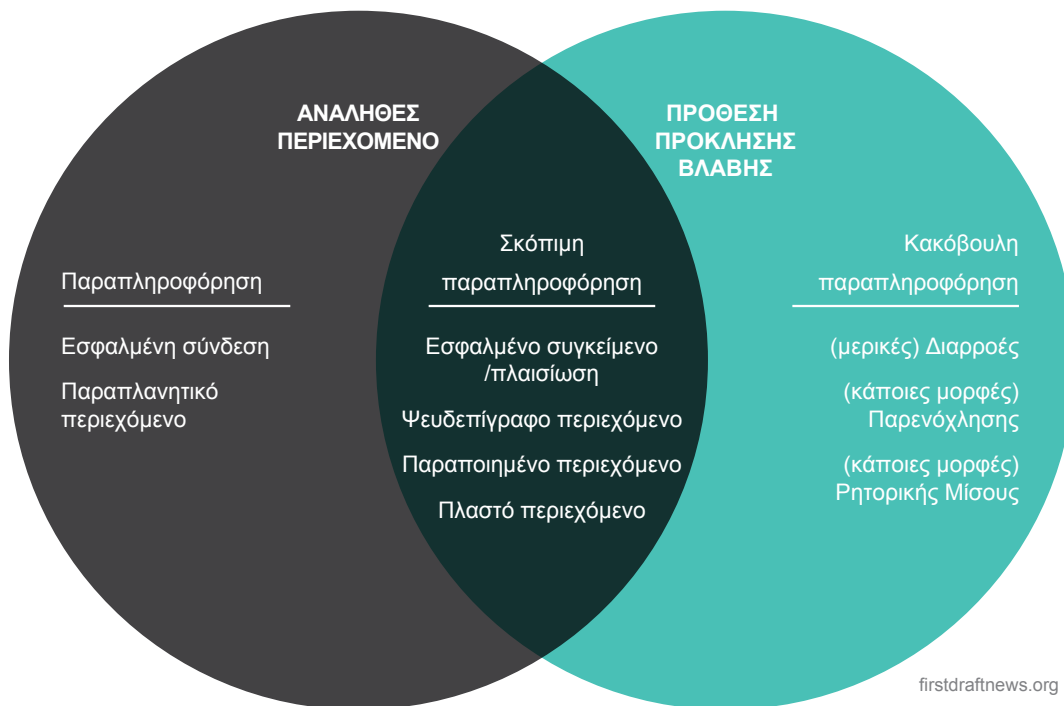 ΑΝΑΛΗΘΕΣ
ΠΕΡΙΕΧΟΜΕΝΟ
Παραπληροφόρηση
Εσφαλμένη σύνδεση
Παραπλανητικό
περιεχόμενο
Σκόπιμη
παραπληροφόρηση
Εσφαλμένο συγκείμενο
/πλαισίωση
Ψευδεπίγραφο περιεχόμενο
Παραποιημένο περιεχόμενο
Πλαστό περιεχόμενο
ΠΡΟΘΕΣΗ
ΠΡΟΚΛΗΣΗΣ
ΒΛΑΒΗΣ
Κακόβουλη
παραπληροφόρηση
(μερικές) Διαρροές
(κάποιες μορφές)
Παρενόχλησης
(κάποιες μορφές)
Ρητορικής Μίσους
firstdraftnews.org